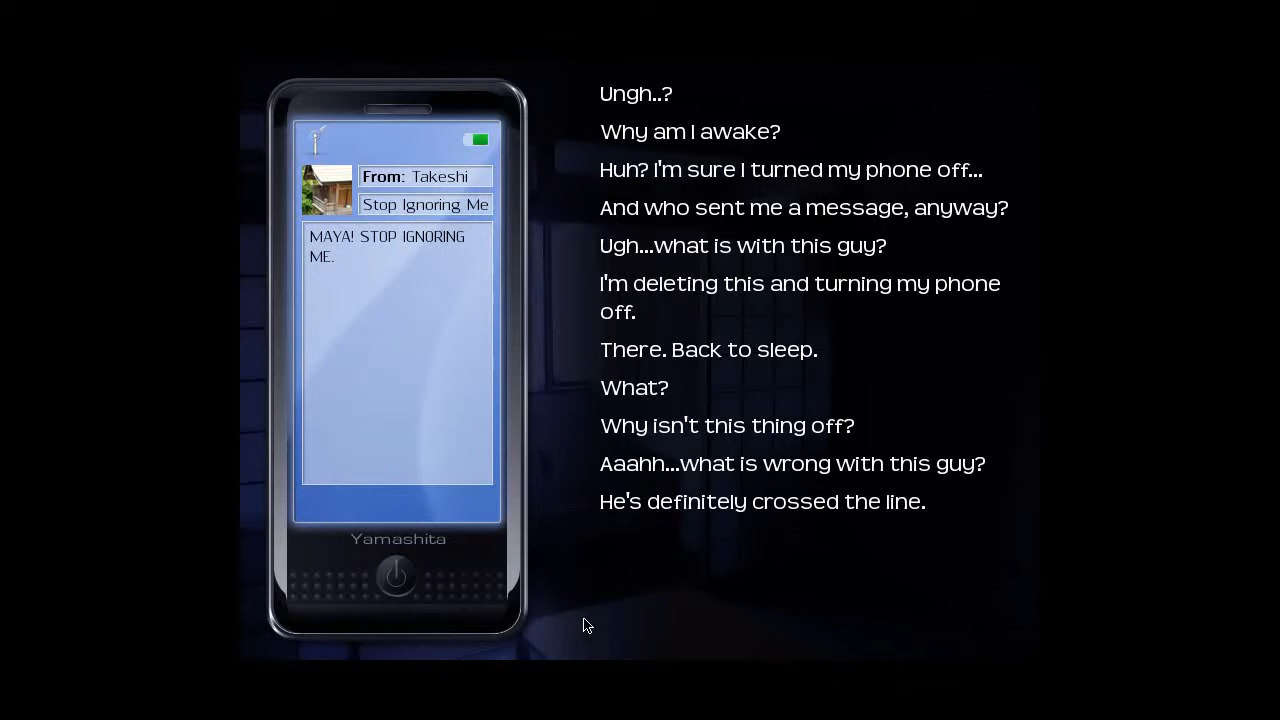 From: Takeshi
Stop Ignoring Me
MAYA! STOP IGNORING
ME.
Yamashita
Ungh..?
Why am I awake?
Huh? I'm sure I turned my phone off...
And who sent me a message, anyway?
Ugh...what is with this guy?
I'm deleting this and turning my phone
off.
There. Back to sleep.
What?
Why isn't this thing off?
Aaahh...what is wrong with this guy?
He's definitely crossed the line.